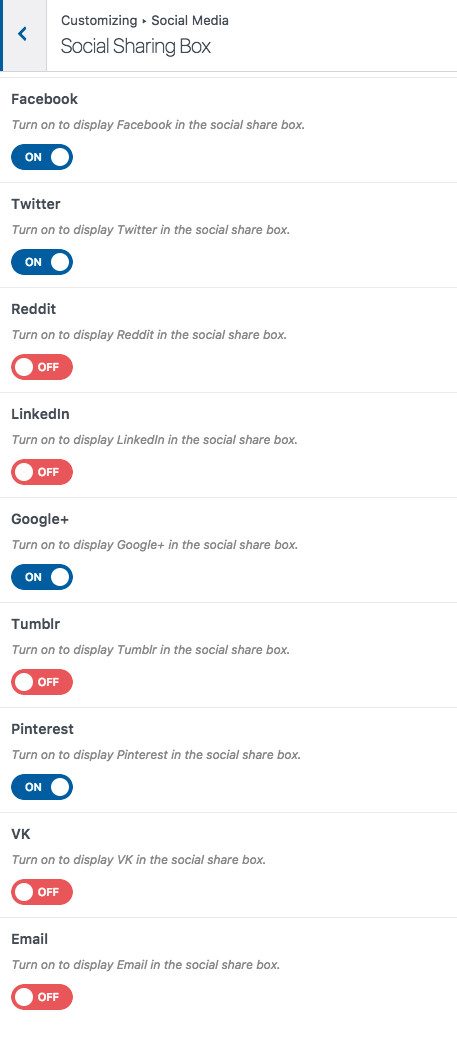 Customizing ▸ Social Media
Social Sharing Box
Facebook
Turn on to display Facebook in the social share box.
ON
Twitter
Turn on to display Twitter in the social share box.
ON
Reddit
Turn on to display Reddit in the social share box.
OFF
LinkedIn
Turn on to display LinkedIn in the social share box.
OFF
Google+
Turn on to display Google+ in the social share box.
ON
Tumblr
Turn on to display Tumblr in the social share box.
OFF
Pinterest
Turn on to display Pinterest in the social share box.
ON
VK
Turn on to display VK in the social share box.
OFF
Email
Turn on to display Email in the social share box.
OFF